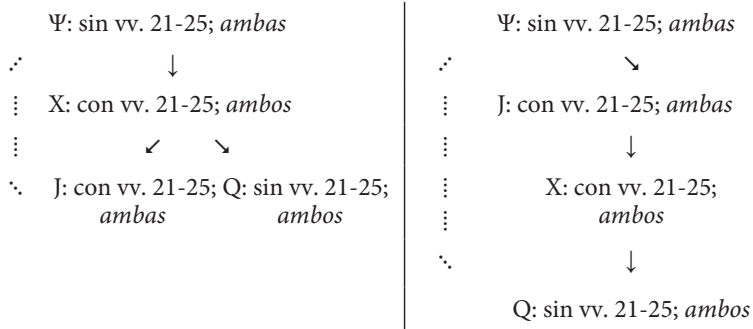 Ψ: sin vv. 21-25; ambas
↓
X: con vv. 21-25; ambos
↙ ↘
J: con vv. 21-25; Q: sin vv. 21-25;
ambas ambos
Ψ: sin vv. 21-25; ambas
↘
J: con vv. 21-25; ambas
↓
X: con vv. 21-25;
ambos
↓
Q: sin vv. 21-25; ambos